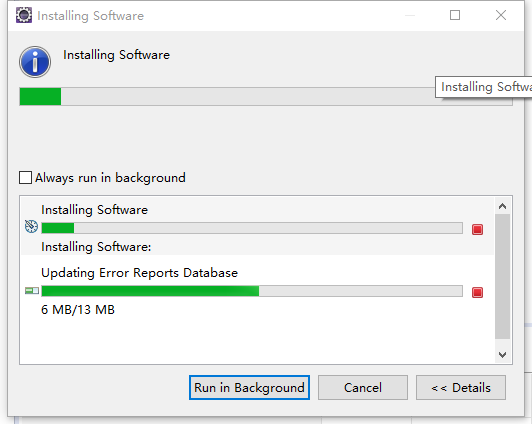 Installing Software
Installing Software
Installing Softwa
Always run in background
Installing Software
Installing Software:
Updating Error Reports Database
6 MB/13 MB
Run in Background
Cancel
<< Details